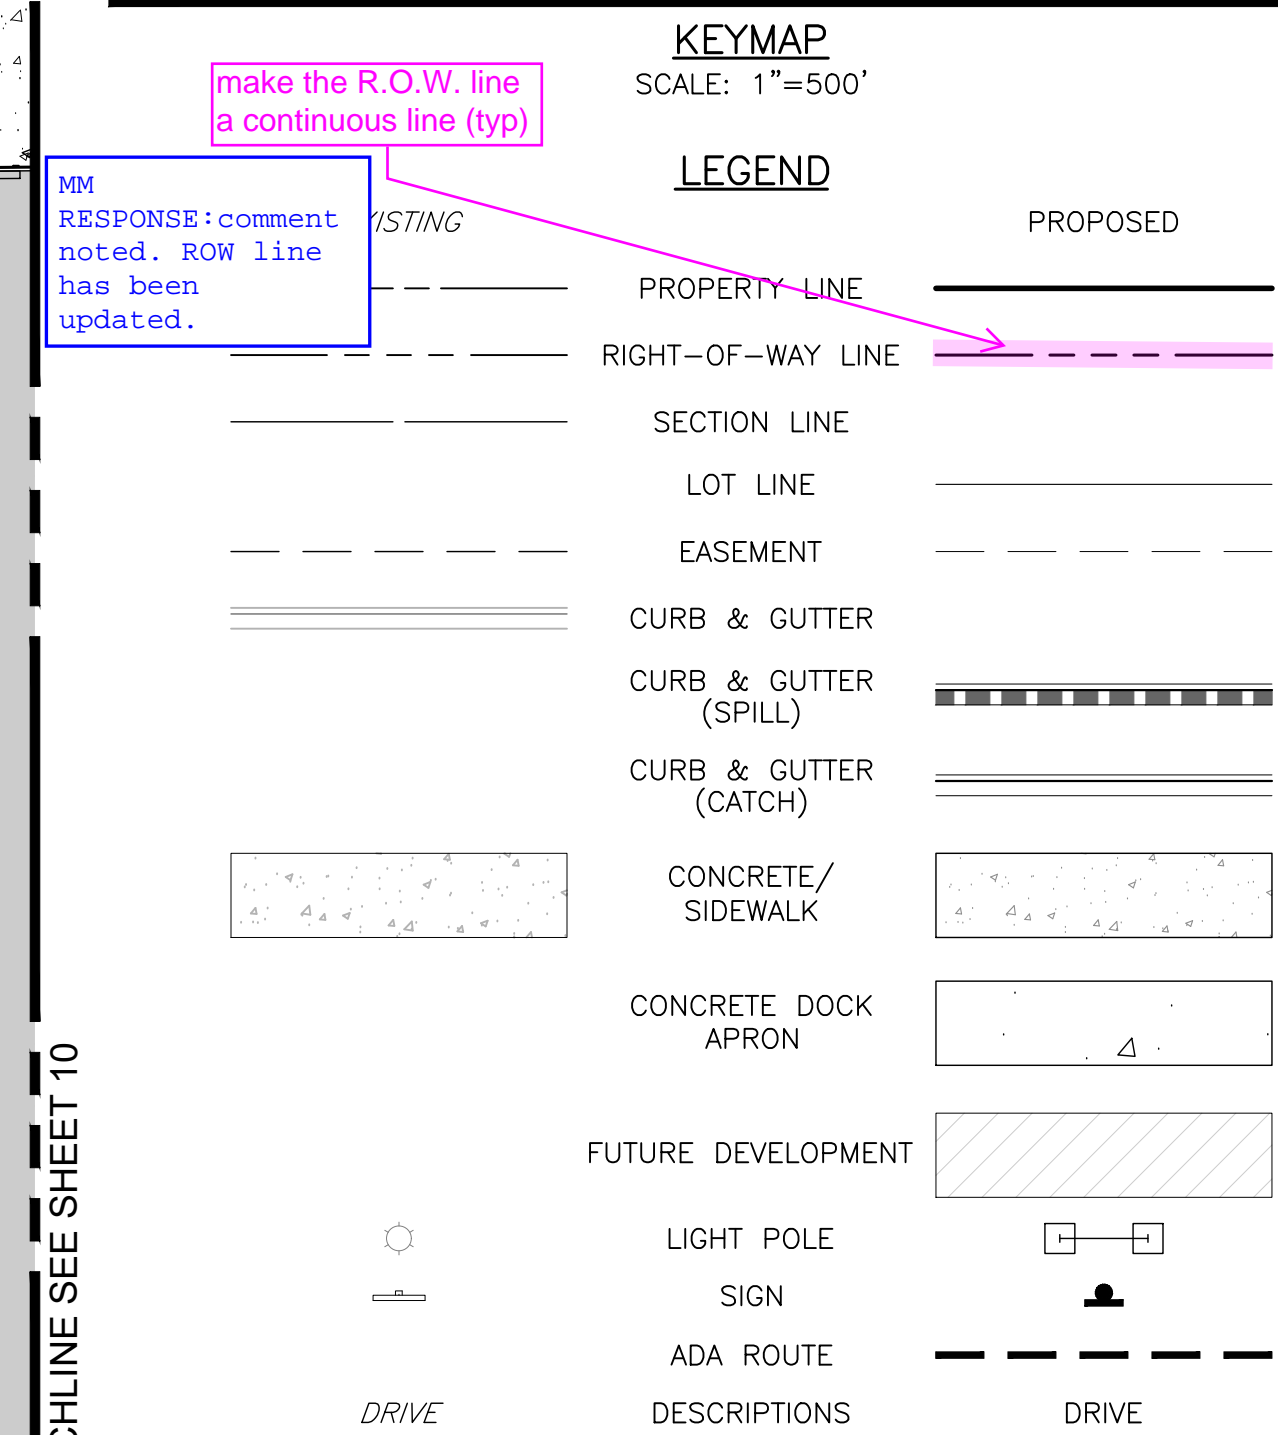 KEYMAP
SCALE: 1"=500'
make the R.O.W. line
a continuous line (typ)
LEGEND
MM
RESPONSE:comment
noted. ROW line
has been
updated.
ISTING
PROPOSED
PROPERTY LINE
RIGHT-OF-WAY LINE
SECTION LINE
LOT LINE
EASEMENT
CURB & GUTTER
CURB & GUTTER
(SPILL)
CURB & GUTTER
(CATCH)
CONCRETE/
SIDEWALK
CONCRETE DOCK
APRON
FUTURE DEVELOPMENT
LIGHT POLE
SIGN
ADA ROUTE
DRIVE
DESCRIPTIONS
DRIVE
CHLINE SEE SHEET 10